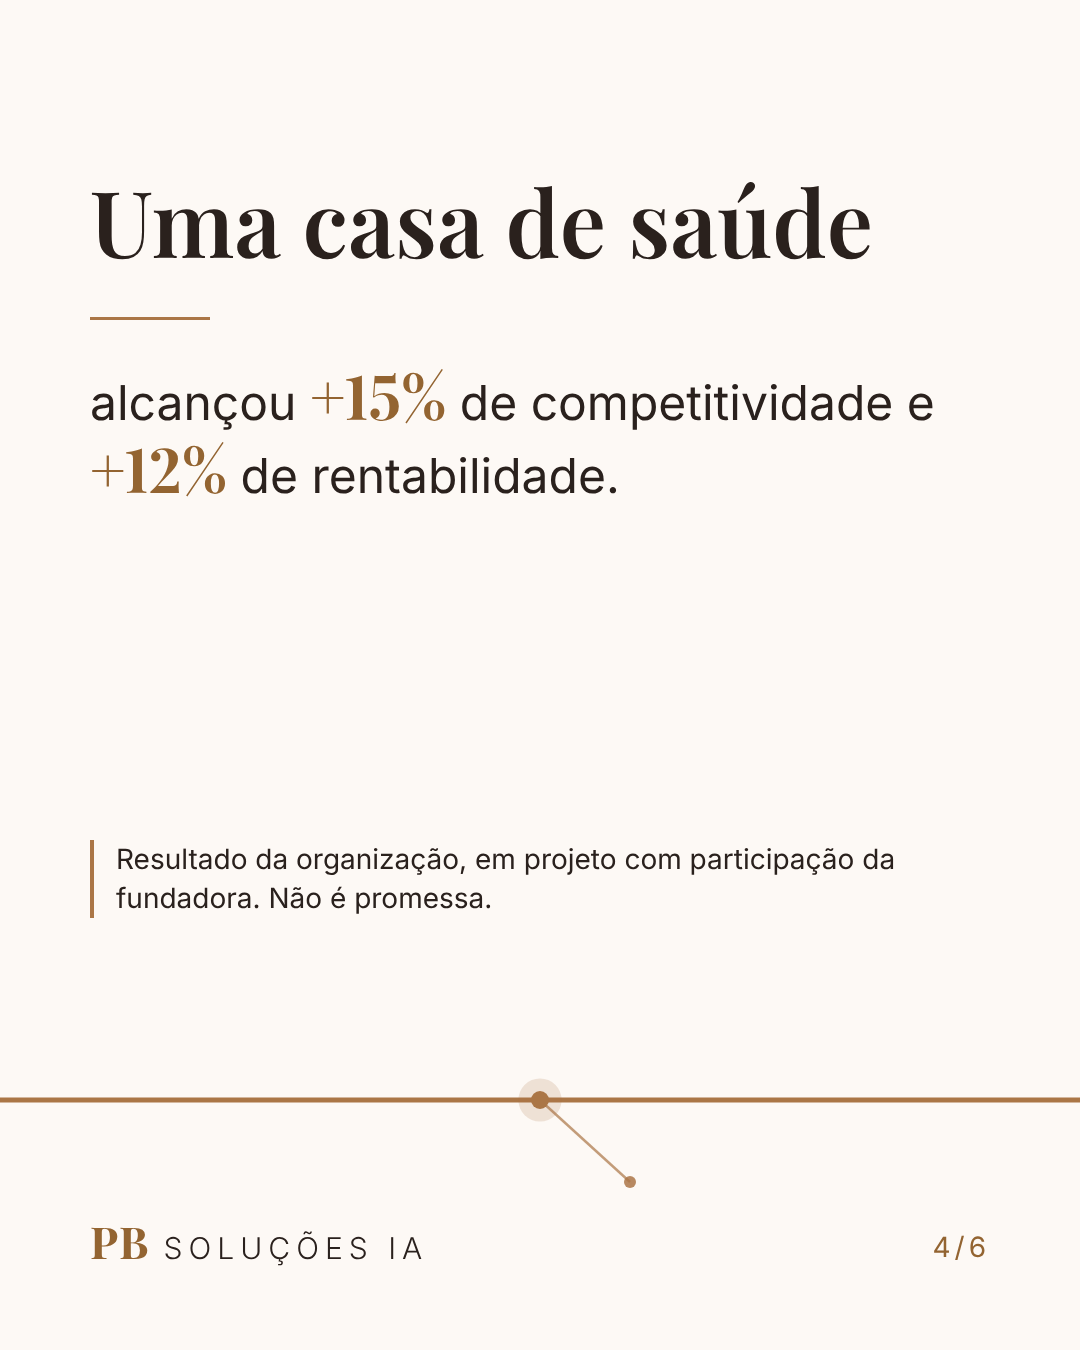 Uma casa de saúde
alcançou +15% de competitividade e
+12% de rentabilidade.
Resultado da organização, em projeto com participação da
fundadora. Não é promessa.
PB SOLUÇÕES IA
4/6